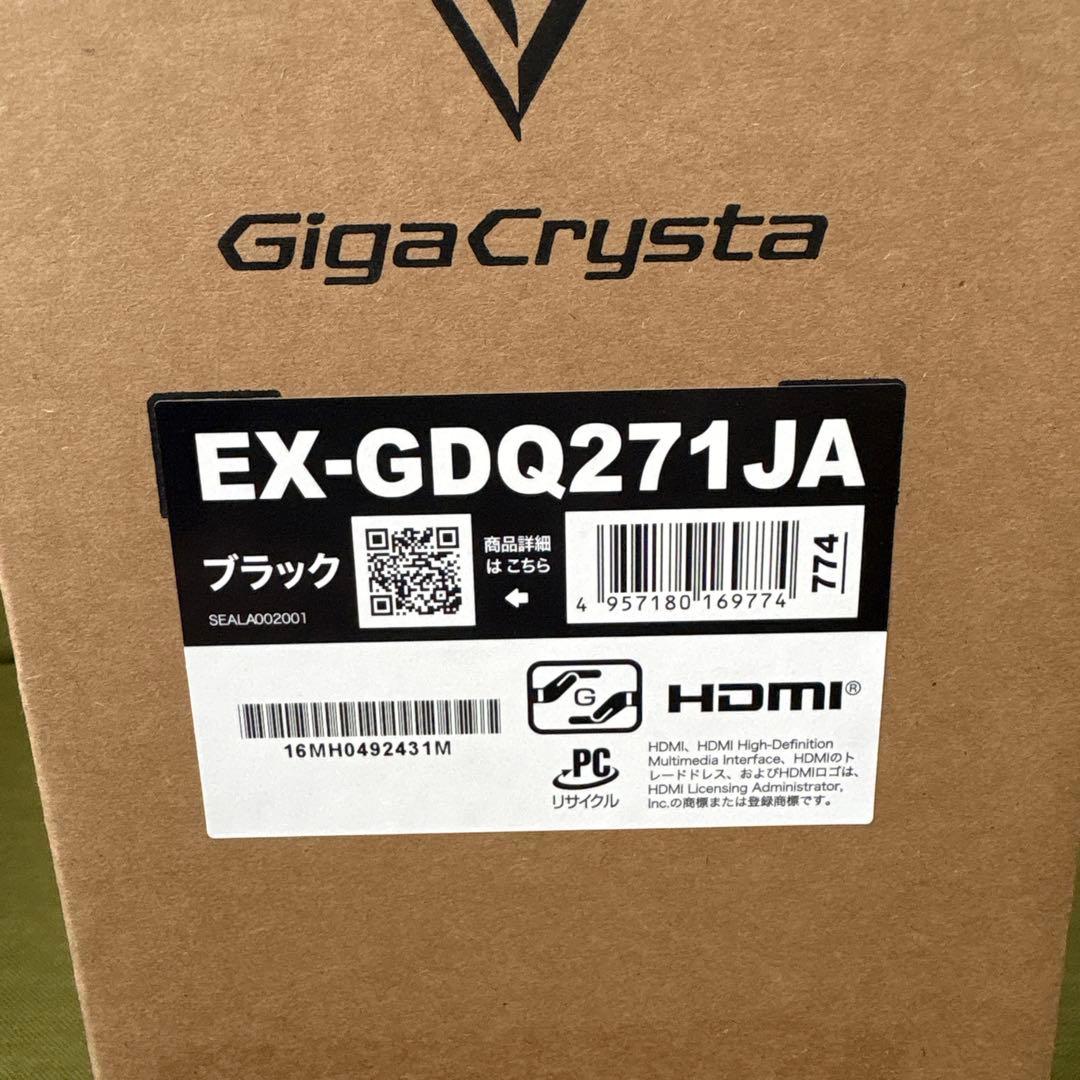 GigaCrysta
EX-GDQ271JA
ブラック
SEALA002001
商品詳細
は こちら
4 957180 169774
774
16MH0492431M
G
HDMI®
PC
リサイクル
HDMI、HDMI High-Definition
Multimedia Interface、HDMIのト
レードドレス、およびHDMIロゴは、
HDMI Licensing Administrator,
Inc.の商標または登録商標です。